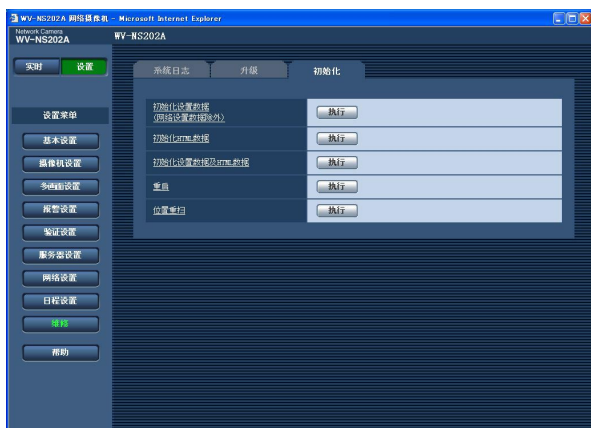 WV-NS202A 网络摄像机 - Microsoft Internet Explorer
Network Camera
WV-NS202A
WV-NS202A
实时
设置
系统日志
升级
初始化
设置菜单
基本设置
摄像机设置
多画面设置
报警设置
验证设置
服务器设置
网络设置
日程设置
维修
帮助
初始化设置数据
(网络设置数据除外)
执行
初始化HTML数据
执行
初始化设置数据及HTML数据
执行
重启
执行
位置重扫
执行